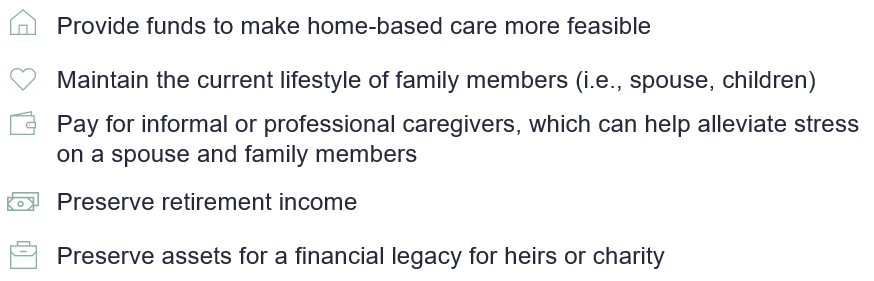 Provide funds to make home-based care more feasible
Maintain the current lifestyle of family members (i.e., spouse, children)
Pay for informal or professional caregivers, which can help alleviate stress
on a spouse and family members
Preserve retirement income
Preserve assets for a financial legacy for heirs or charity